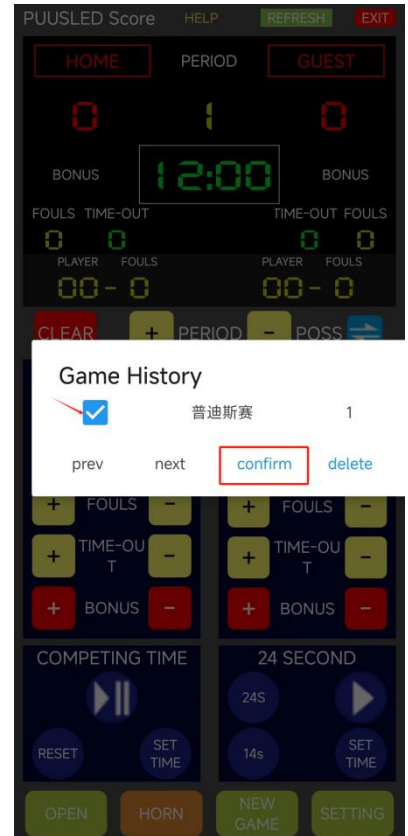 PUUSLED Score HELP REFRESH EXIT
HOME PERIOD GUEST
0 1 0
BONUS 12:00 BONUS
FOULS TIME-OUT TIME-OUT FOULS
0 0 0 0
PLAYER FOULS PLAYER FOULS
00 - 0 00 - 0
CLEAR + PERIOD - POSS
Game History
普迪斯赛 1
prev next confirm delete
+ FOULS - + FOULS -
+ TIME-OU - + TIME-OU -
T T
+ BONUS - + BONUS -
COMPETING TIME 24 SECOND
24S
RESET SET 14s SET
TIME TIME
OPEN HORN NEW SETTING
GAME